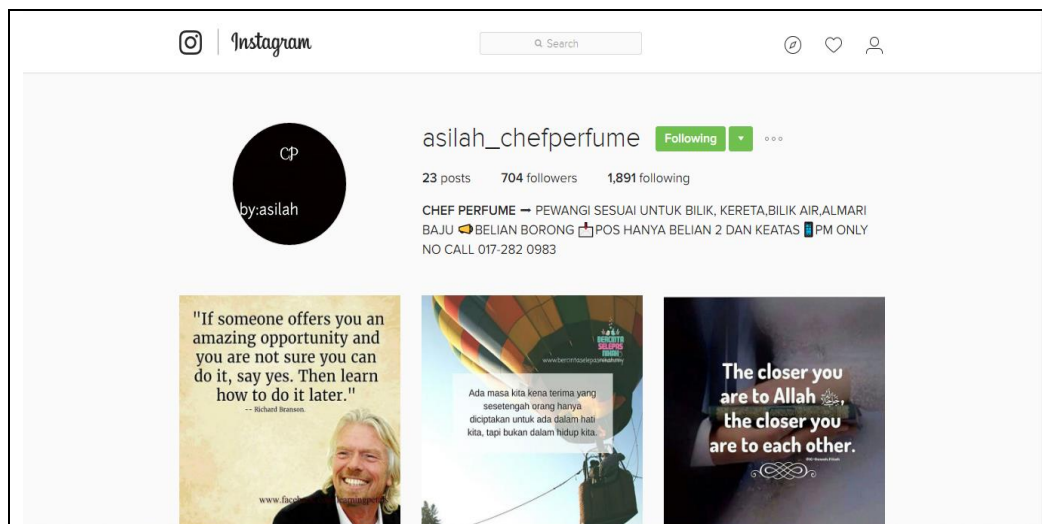 Instagram
Search
CP
by:asilah
asilah_chefperfume Following
23 posts 704 followers 1,891 following
CHEF PERFUME ➡ PEWANGI SESUAI UNTUK BILIK, KERETA,BILIK AIR,ALMARI
BAJU 📣BELIAN BORONG 📩POS HANYA BELIAN 2 DAN KEATAS 📱PM ONLY
NO CALL 017-282 0983
"If someone offers you an
amazing opportunity and
you are not sure you can
do it, say yes. Then learn
how to do it later."
-- Richard Branson.
BERCINTA
SELEPAS
NIKAH
Ada masa kita kena terima yang
sesetengah orang hanya
diciptakan untuk ada dalam hati
kita, tapi bukan dalam hidup kita.
The closer you
are to Allah ﷻ,
the closer you
are to each other.